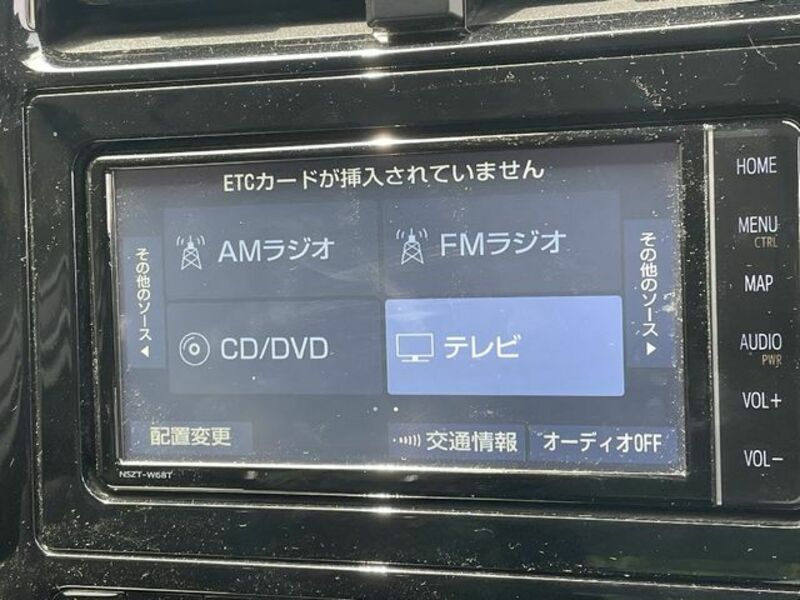 ETCカードが挿入されていません
AMラジオ
FMラジオ
その他のソース◀
その他のソース▶
CD/DVD
テレビ
配置変更
交通情報
オーディオOFF
NSZT-W68T
HOME
MENU
CTRL
MAP
AUDIO
PWR
VOL+
VOL-